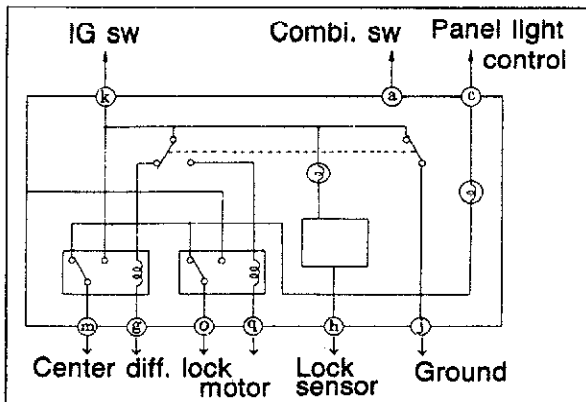 IG sw
Combi. sw
Panel light
control
k
a
c
m
g
o
q
h
j
Center diff. lock
motor
Lock
sensor
Ground